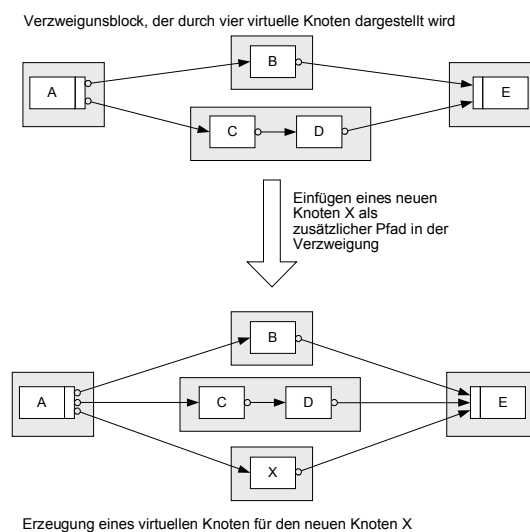 Verzweigunsblock, der durch vier virtuelle Knoten dargestellt wird
B
A
E
C
D
Einfügen eines neuen
Knoten X als
zusätzlicher Pfad in der
Verzweigung
B
A
C
D
E
X
Erzeugung eines virtuellen Knoten für den neuen Knoten X